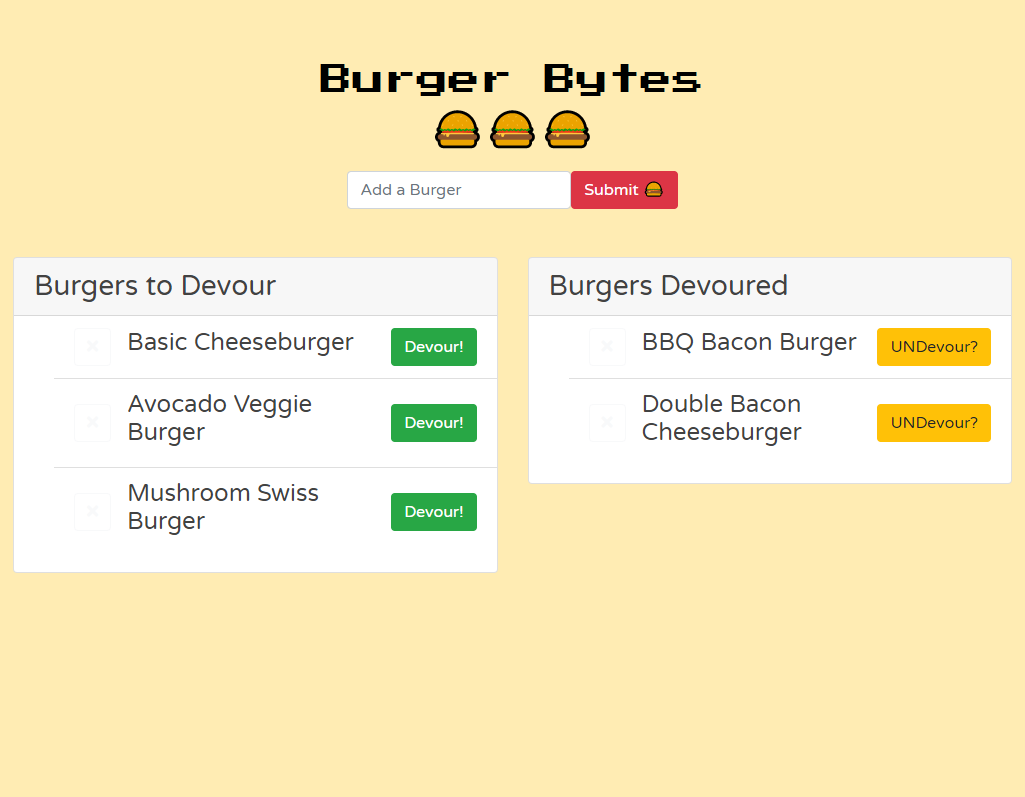 Burger Bytes
Add a Burger
Submit
Burgers to Devour
Basic Cheeseburger
Devour!
Avocado Veggie
Burger
Devour!
Mushroom Swiss
Burger
Devour!
Burgers Devoured
BBQ Bacon Burger
UNDevour?
Double Bacon
Cheeseburger
UNDevour?